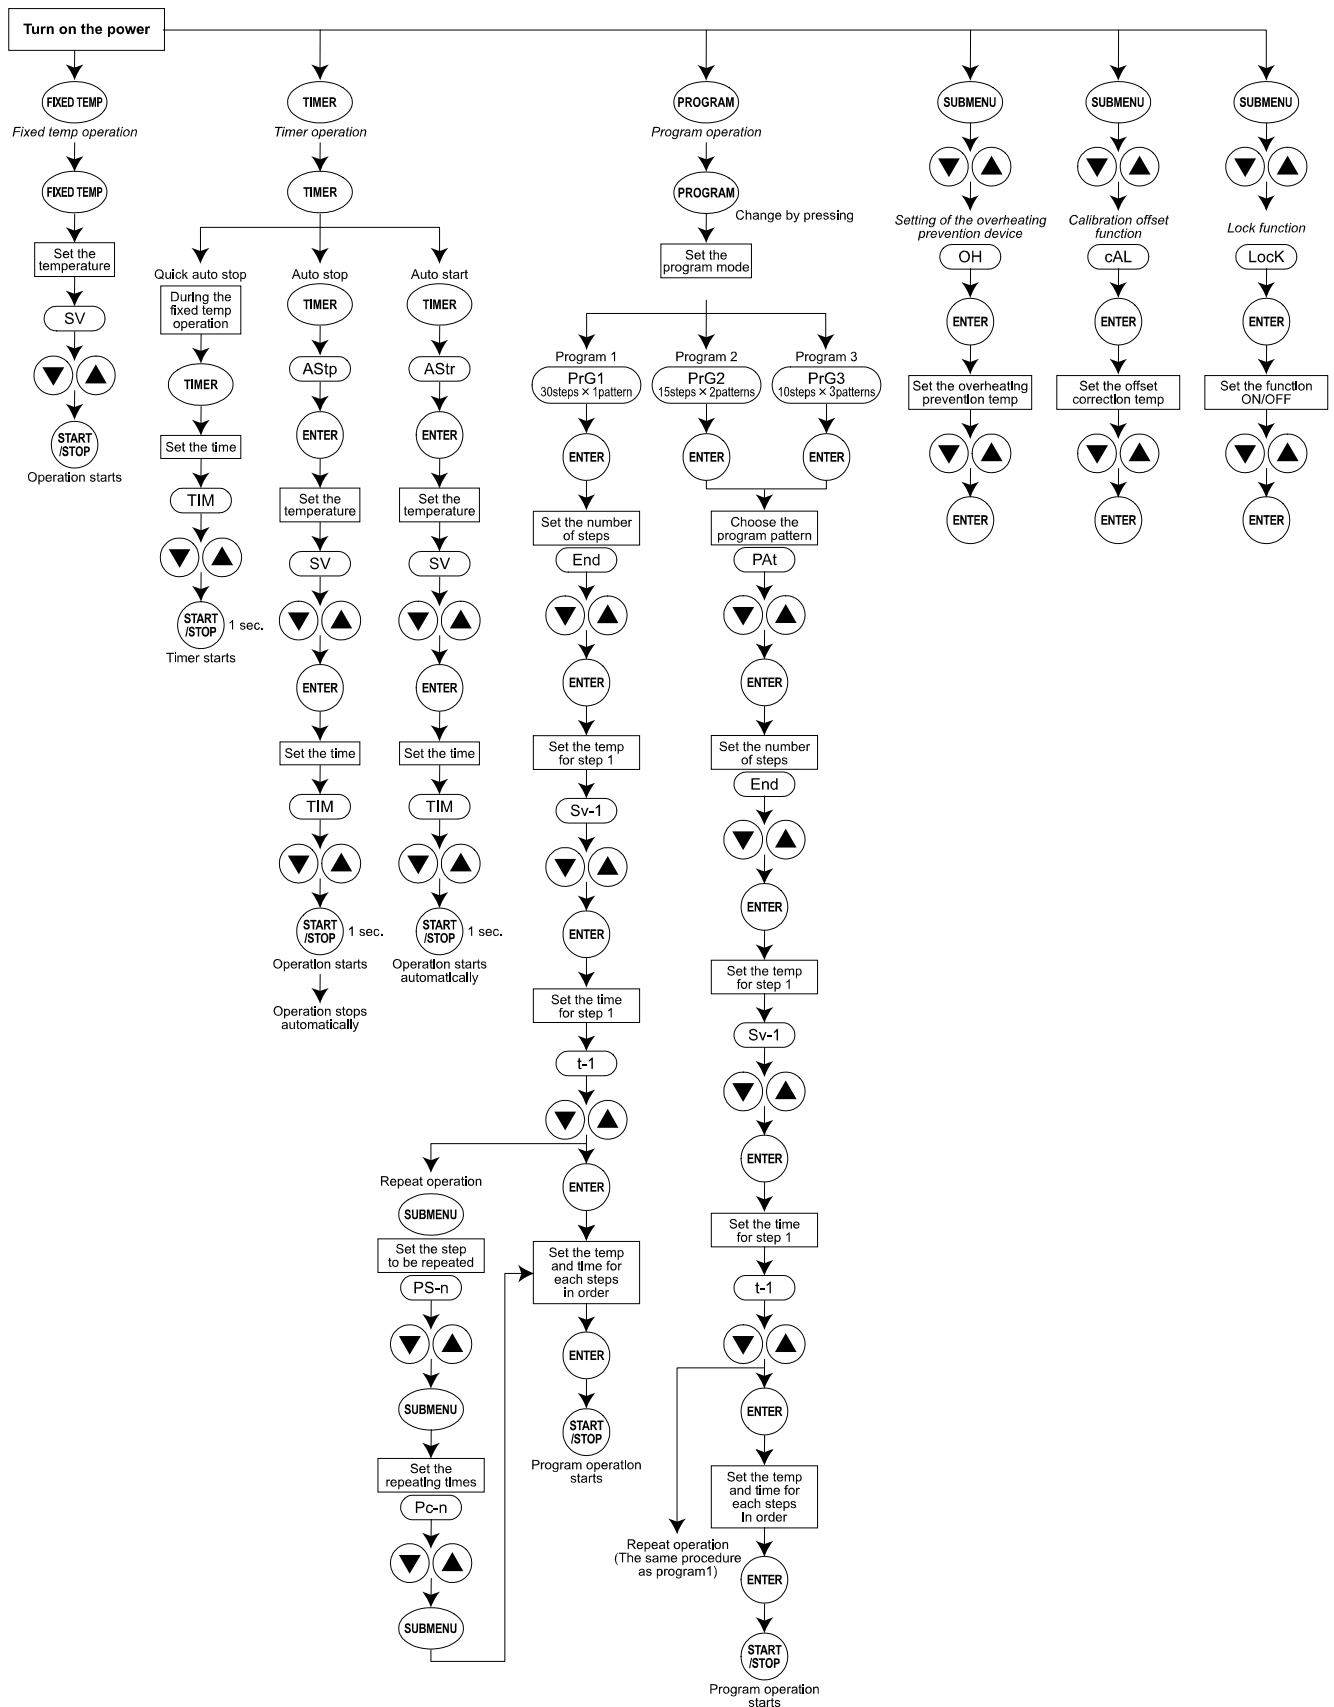 Turn on the power
FIXED TEMP
Fixed temp operation
FIXED TEMP
Set the
temperature
SV
START
/STOP
Operation starts
TIMER
Timer operation
TIMER
Quick auto stop
During the
fixed temp
operation
TIMER
Set the time
TIM
START
/STOP
1 sec.
Timer starts
Auto stop
TIMER
AStp
ENTER
Set the
temperature
SV
ENTER
Set the time
TIM
START
/STOP
1 sec.
Operation starts
Operation stops
automatically
Auto start
TIMER
AStr
ENTER
Set the
temperature
SV
ENTER
Set the time
TIM
START
/STOP
1 sec.
Operation starts
automatically
PROGRAM
Program operation
PROGRAM
Change by pressing
Set the
program mode
Program 1
PrG1
30steps × 1pattern
ENTER
Set the number
of steps
End
ENTER
Set the temp
for step 1
Sv-1
ENTER
Set the time
for step 1
t-1
Repeat operation
SUBMENU
Set the step
to be repeated
PS-n
SUBMENU
Set the
repeating times
Pc-n
SUBMENU
ENTER
Set the temp
and time for
each steps
in order
ENTER
START
/STOP
Program operation
starts
Program 2
PrG2
15steps × 2patterns
ENTER
Program 3
PrG3
10steps × 3patterns
ENTER
Choose the
program pattern
PAt
ENTER
Set the number
of steps
End
ENTER
Set the temp
for step 1
Sv-1
ENTER
Set the time
for step 1
t-1
Repeat operation
(The same procedure
as program1)
ENTER
Set the temp
and time for
each steps
In order
ENTER
START
/STOP
Program operation
starts
SUBMENU
Setting of the overheating
prevention device
OH
ENTER
Set the overheating
prevention temp
ENTER
SUBMENU
Calibration offset
function
cAL
ENTER
Set the offset
correction temp
ENTER
SUBMENU
Lock function
LocK
ENTER
Set the function
ON/OFF
ENTER